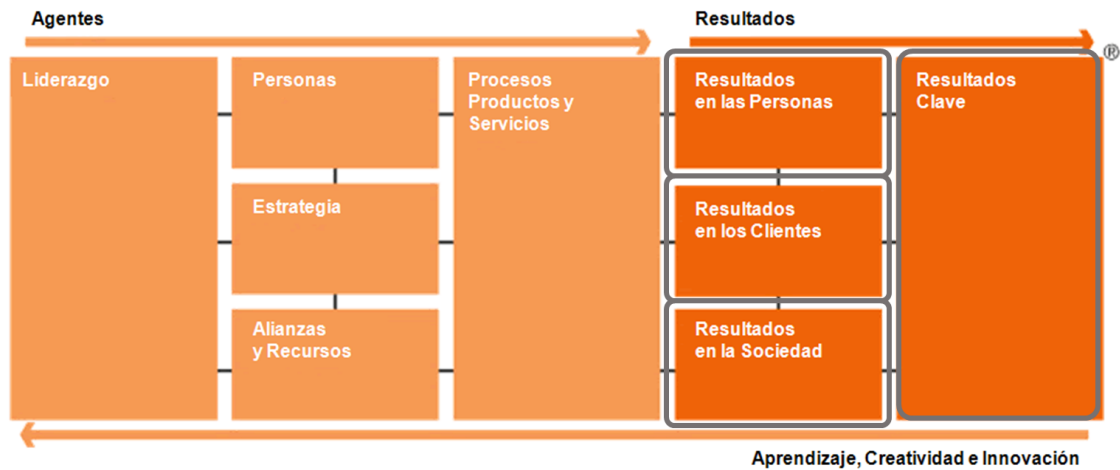 Agentes
Resultados
Liderazgo
Personas
Procesos
Productos y
Servicios
Resultados
en las Personas
Resultados
Clave
®
Estrategia
Resultados
en los Clientes
Alianzas
y Recursos
Resultados
en la Sociedad
Aprendizaje, Creatividad e Innovación